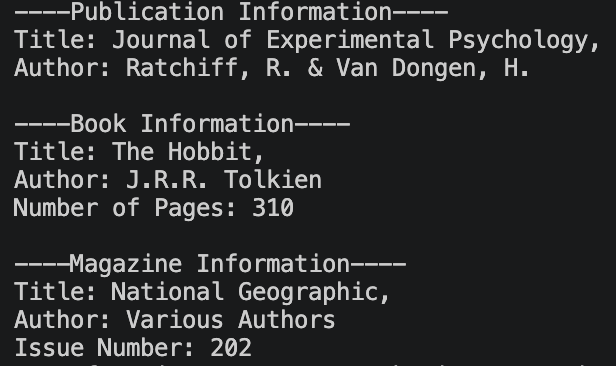 ----Publication Information----
Title: Journal of Experimental Psychology,
Author: Ratchiff, R. & Van Dongen, H.
----Book Information----
Title: The Hobbit,
Author: J.R.R. Tolkien
Number of Pages: 310
----Magazine Information----
Title: National Geographic,
Author: Various Authors
Issue Number: 202